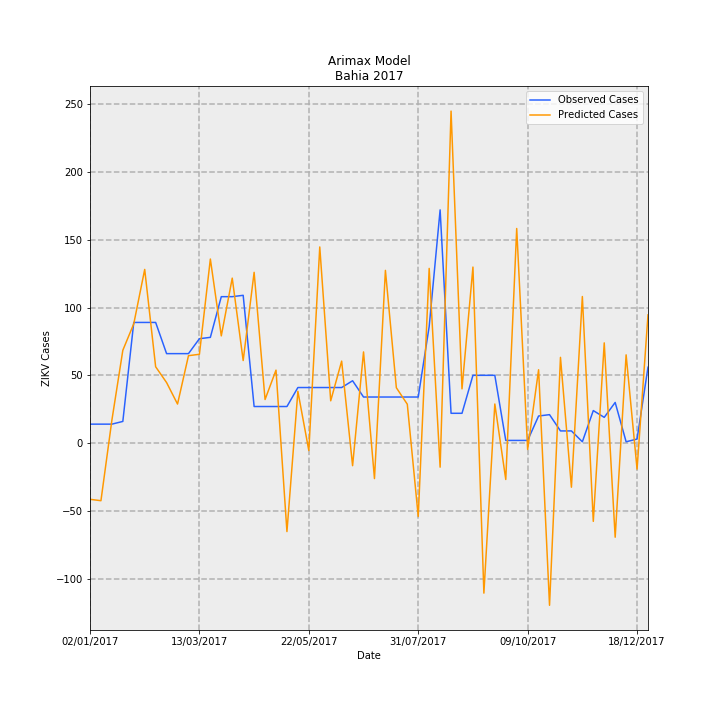 Arimax Model
Bahia 2017
Observed Cases
Predicted Cases
250
200
150
100
50
0
−50
−100
ZIKV Cases
02/01/2017 13/03/2017 22/05/2017 31/07/2017 09/10/2017 18/12/2017
Date